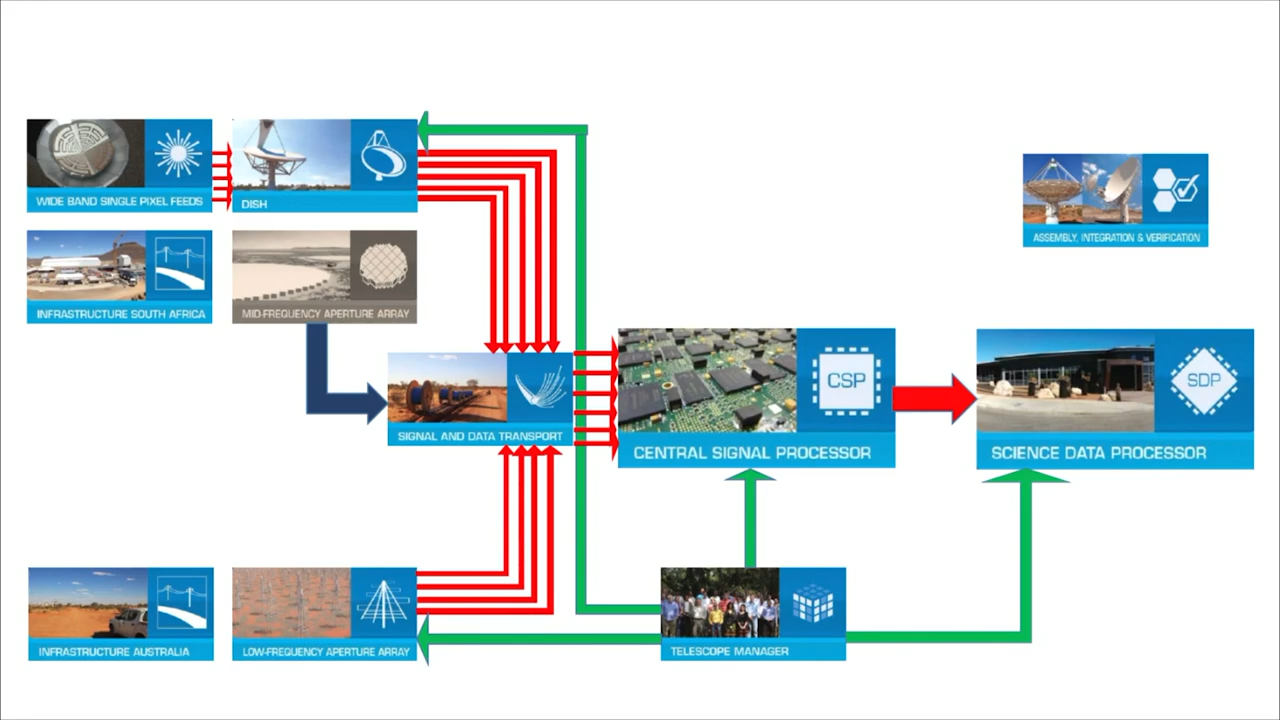 WIDE BAND SINGLE PIXEL FEEDS
DISH
ASSEMBLY, INTEGRATION & VERIFICATION
INFRASTRUCTURE SOUTH AFRICA
MID-FREQUENCY APERTURE ARRAY
CSP
SDP
SIGNAL AND DATA TRANSPORT
CENTRAL SIGNAL PROCESSOR
SCIENCE DATA PROCESSOR
INFRASTRUCTURE AUSTRALIA
LOW-FREQUENCY APERTURE ARRAY
TELESCOPE MANAGER